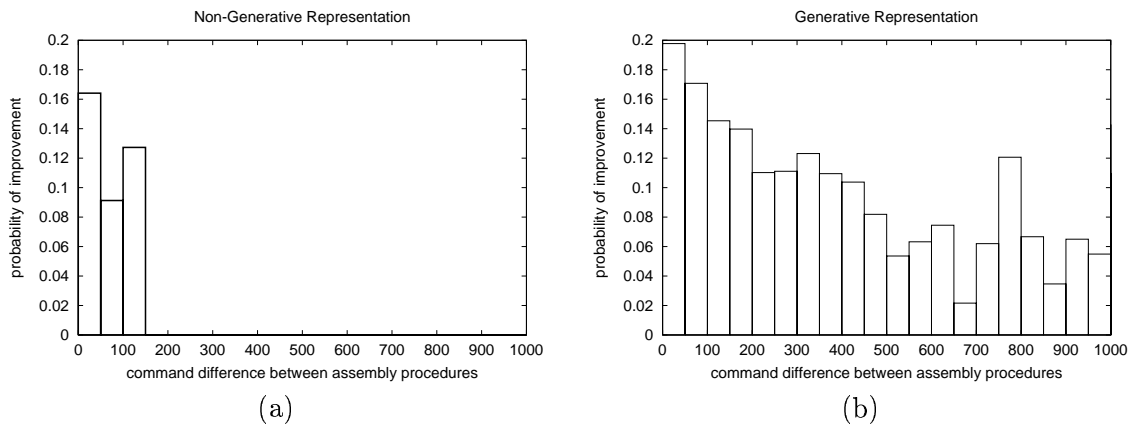 Non-Generative Representation
0.2
0.18
0.16
0.14
0.12
0.1
0.08
0.06
0.04
0.02
0
probability of improvement
0 100 200 300 400 500 600 700 800 900 1000
command difference between assembly procedures
(a)
Generative Representation
0.2
0.18
0.16
0.14
0.12
0.1
0.08
0.06
0.04
0.02
0
probability of improvement
0 100 200 300 400 500 600 700 800 900 1000
command difference between assembly procedures
(b)